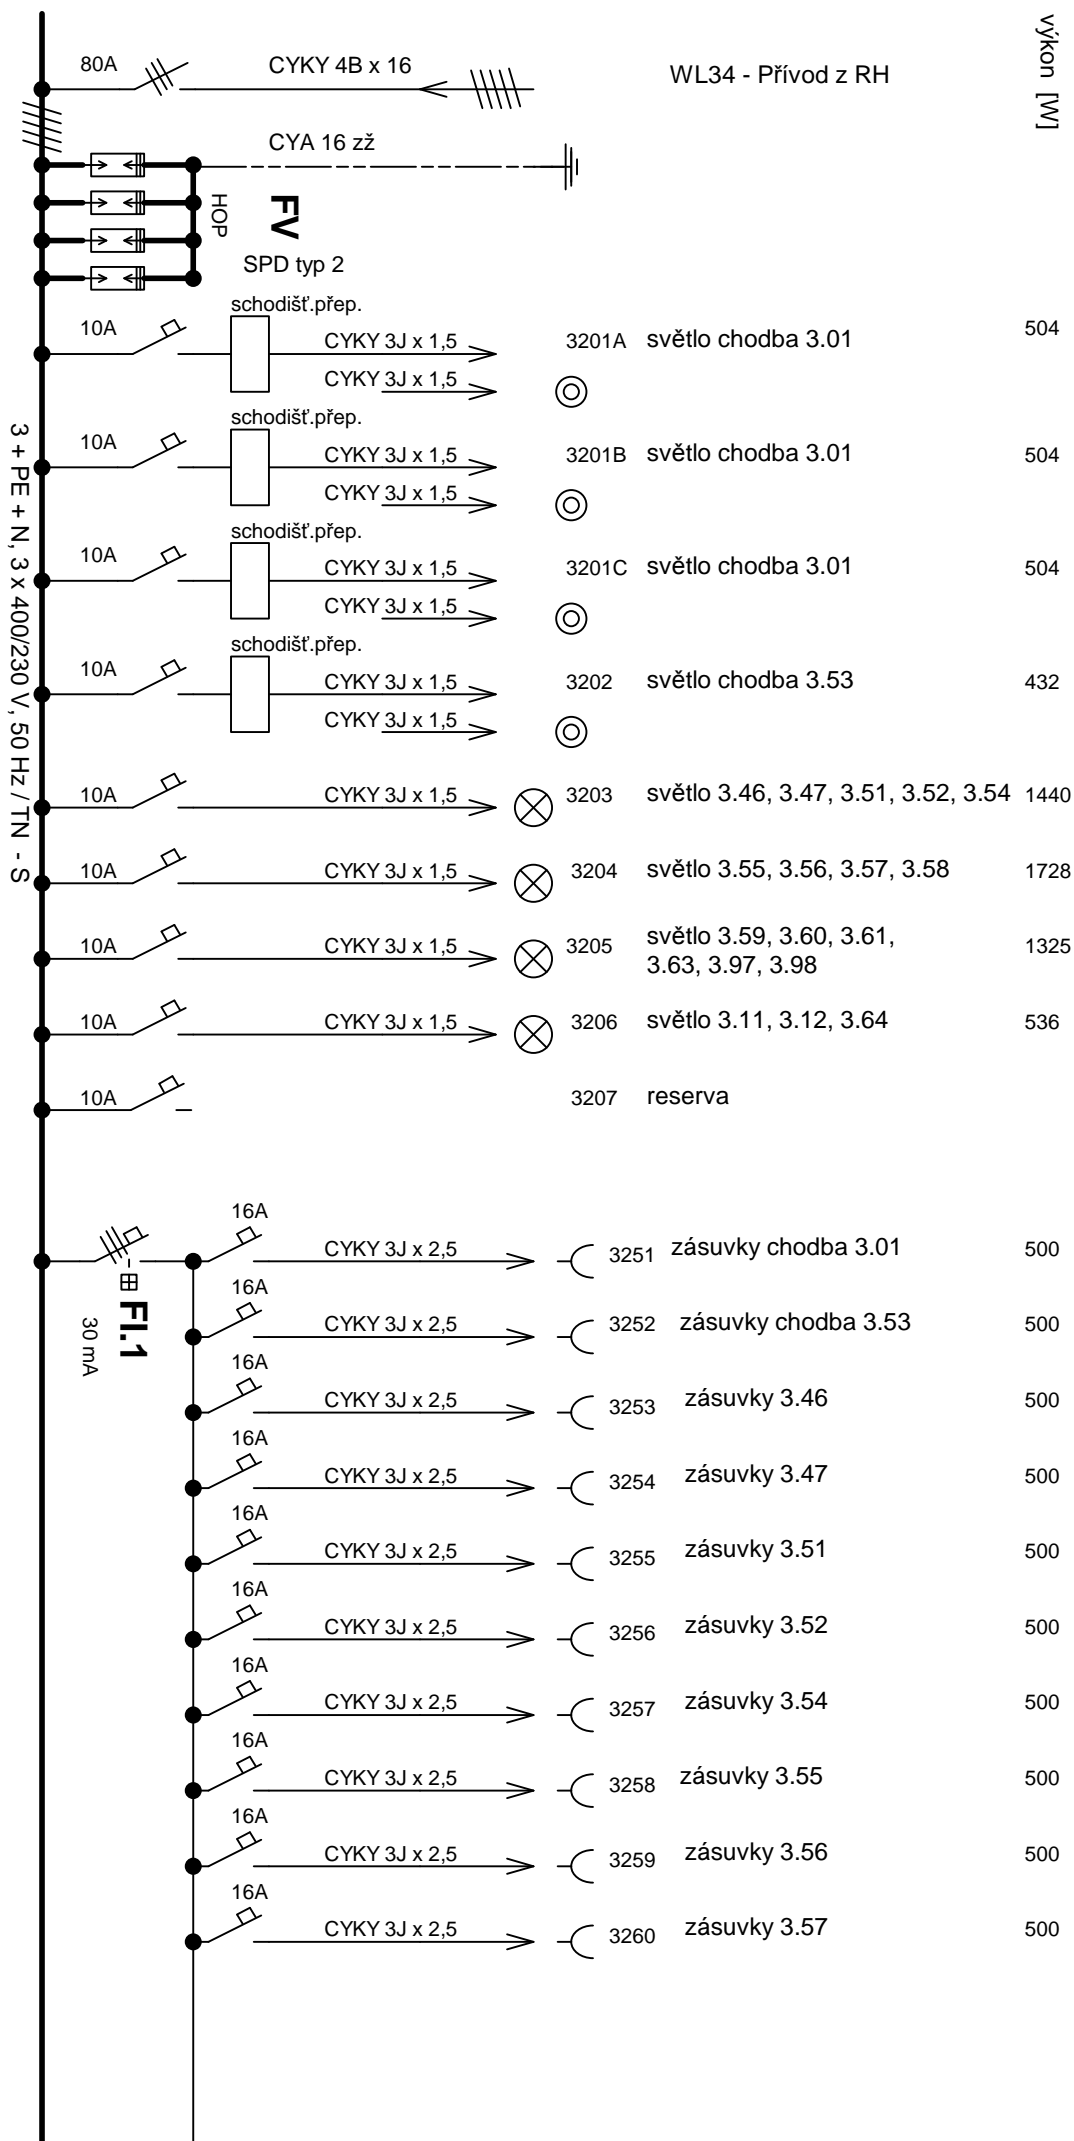 výkon [W]
80A CYKY 4B x 16 WL34 - Přívod z RH
CYA 16 zž
HOP
FV
SPD typ 2
3 + PE + N, 3 x 400/230 V, 50 Hz / TN - S
schodišť.přep.
10A CYKY 3J x 1,5 3201A světlo chodba 3.01 504
CYKY 3J x 1,5
schodišť.přep.
10A CYKY 3J x 1,5 3201B světlo chodba 3.01 504
CYKY 3J x 1,5
schodišť.přep.
10A CYKY 3J x 1,5 3201C světlo chodba 3.01 504
CYKY 3J x 1,5
schodišť.přep.
10A CYKY 3J x 1,5 3202 světlo chodba 3.53 432
CYKY 3J x 1,5
10A CYKY 3J x 1,5 3203 světlo 3.46, 3.47, 3.51, 3.52, 3.54 1440
10A CYKY 3J x 1,5 3204 světlo 3.55, 3.56, 3.57, 3.58 1728
10A CYKY 3J x 1,5 3205 světlo 3.59, 3.60, 3.61, 1325
3.63, 3.97, 3.98
10A CYKY 3J x 1,5 3206 světlo 3.11, 3.12, 3.64 536
10A 3207 reserva
FI.1
30 mA
16A CYKY 3J x 2,5 3251 zásuvky chodba 3.01 500
16A CYKY 3J x 2,5 3252 zásuvky chodba 3.53 500
16A CYKY 3J x 2,5 3253 zásuvky 3.46 500
16A CYKY 3J x 2,5 3254 zásuvky 3.47 500
16A CYKY 3J x 2,5 3255 zásuvky 3.51 500
16A CYKY 3J x 2,5 3256 zásuvky 3.52 500
16A CYKY 3J x 2,5 3257 zásuvky 3.54 500
16A CYKY 3J x 2,5 3258 zásuvky 3.55 500
16A CYKY 3J x 2,5 3259 zásuvky 3.56 500
16A CYKY 3J x 2,5 3260 zásuvky 3.57 500